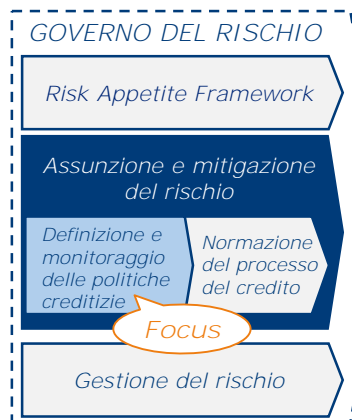 GOVERNO DEL RISCHIO
Risk Appetite Framework
Assunzione e mitigazione
del rischio
Definizione e
monitoraggio
delle politiche
creditizie
Normazione
del processo
del credito
Focus
Gestione del rischio